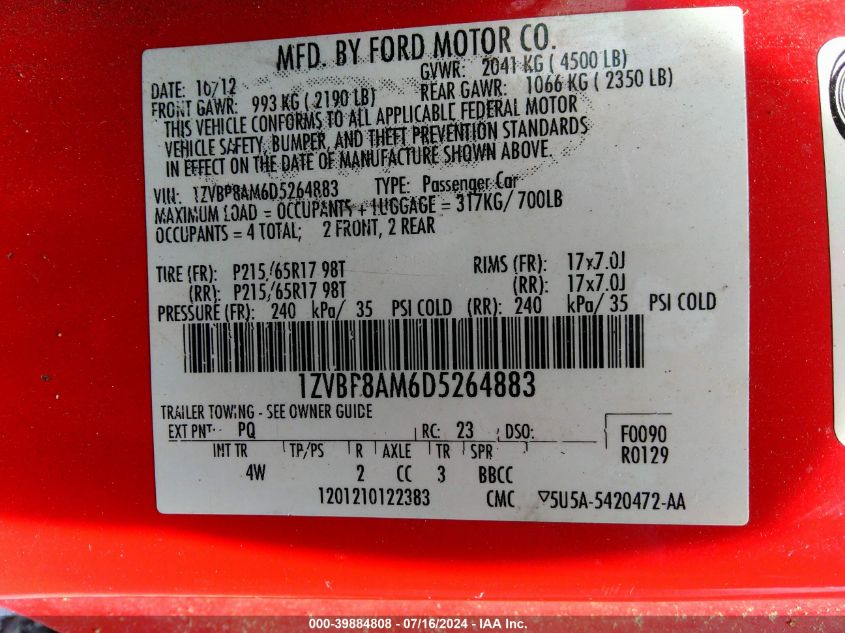 MFD. BY FORD MOTOR CO.
DATE: 10/12 GVWR: 2041 KG ( 4500 LB)
FRONT GAWR: 993 KG ( 2190 LB) REAR GAWR: 1066 KG ( 2350 LB)
THIS VEHICLE CONFORMS TO ALL APPLICABLE FEDERAL MOTOR
VEHICLE SAFETY, BUMPER, AND THEFT PREVENTION STANDARDS
IN EFFECT ON THE DATE OF MANUFACTURE SHOWN ABOVE.
VIN: 1ZVBP8AM6D5264883 TYPE: Passenger Car
MAXIMUM LOAD = OCCUPANTS + LUGGAGE = 317KG/ 700LB
OCCUPANTS = 4 TOTAL; 2 FRONT, 2 REAR
TIRE (FR): P215/65R17 98T RIMS (FR): 17x7.0J
(RR): P215/65R17 98T (RR): 17x7.0J
PRESSURE (FR): 240 kPa/ 35 PSI COLD (RR): 240 kPa/ 35 PSI COLD
1ZVBP8AM6D5264883
TRAILER TOWING - SEE OWNER GUIDE
EXT PNT: PQ RC: 23 DSO: F0090
R0129
INT TR TP/PS R AXLE TR SPR
4W 2 CC 3 BBCC
1201210122383 CMC ▽5U5A-5420472-AA
000-39884808 - 07/16/2024 - IAA Inc.